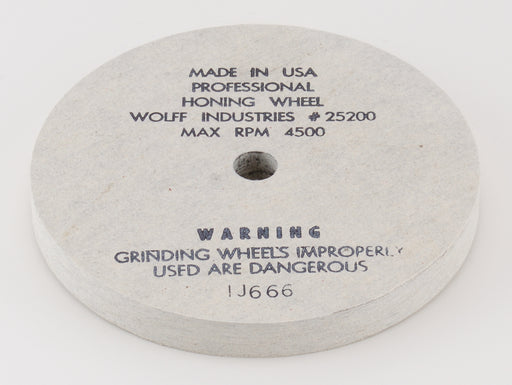 MADE IN USA
PROFESSIONAL
HONING WHEEL
WOLFF INDUSTRIES # 25200
MAX RPM 4500
WARNING
GRINDING WHEELS IMPROPERLY
USED ARE DANGEROUS
IJ666